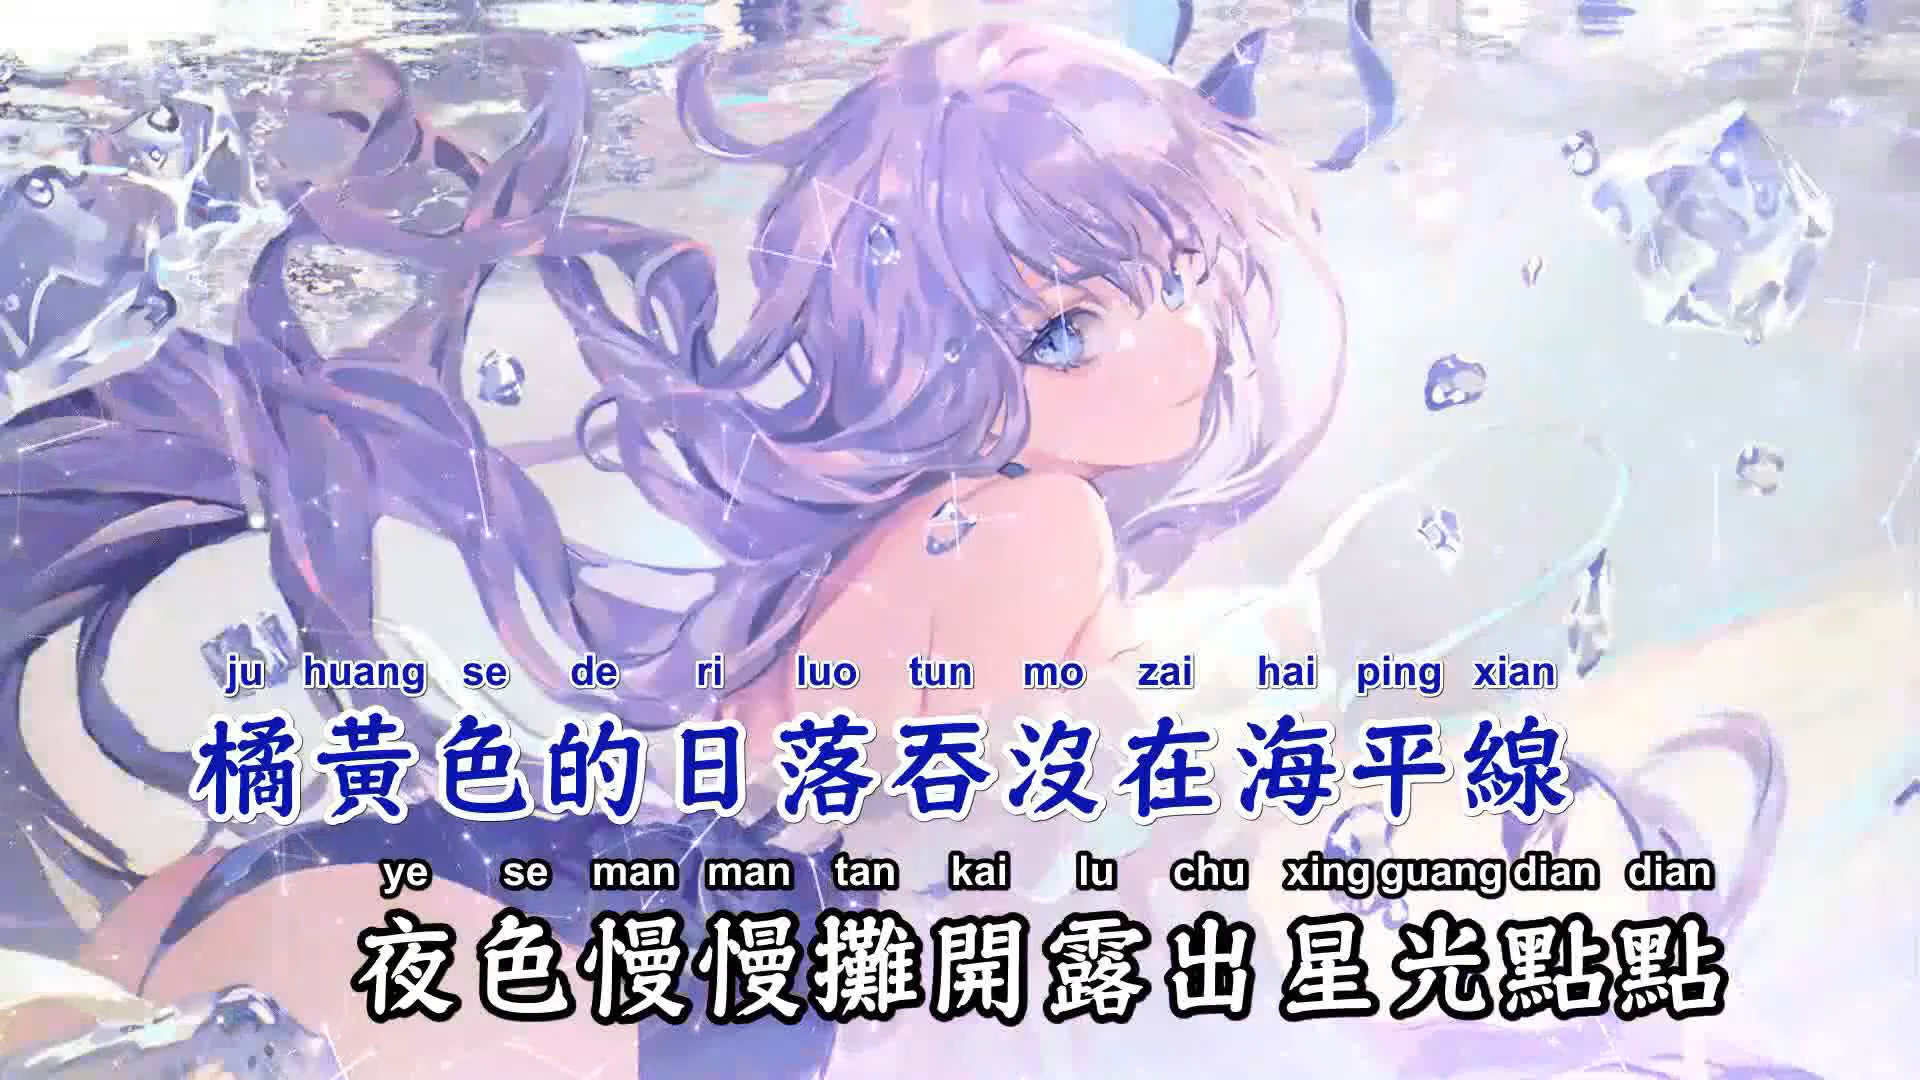 ju huang se de ri luo tun mo zai hai ping xian
橘黃色的日落吞沒在海平線
ye se man man tan kai lu chu xing guang dian dian
夜色慢慢攤開露出星光點點